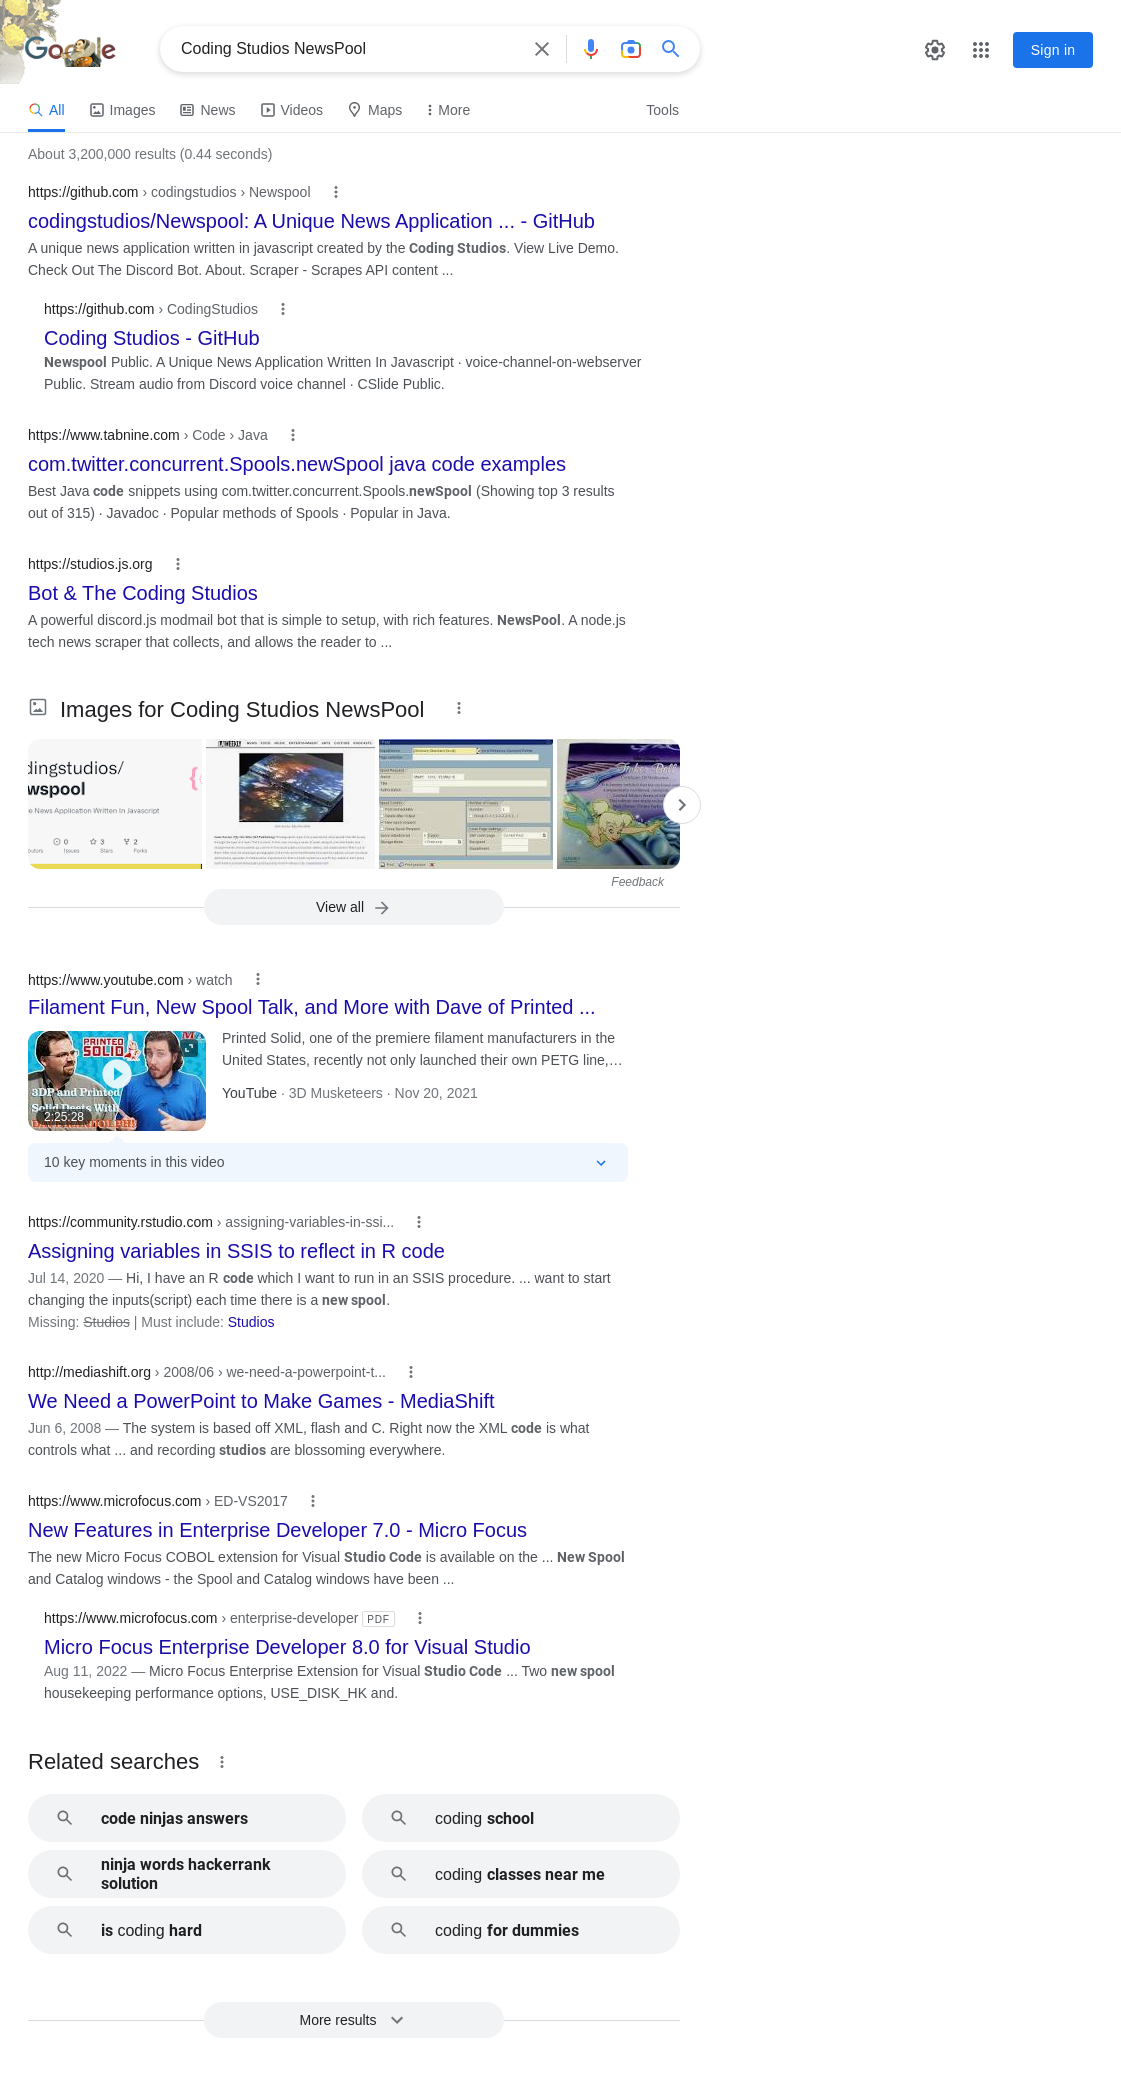 Google
Coding Studios NewsPool
Sign in
All
Images
News
Videos
Maps
More
Tools
About 3,200,000 results (0.44 seconds)
https://github.com › codingstudios › Newspool
codingstudios/Newspool: A Unique News Application ... - GitHub
A unique news application written in javascript created by the Coding Studios. View Live Demo.
Check Out The Discord Bot. About. Scraper - Scrapes API content ...
https://github.com › CodingStudios
Coding Studios - GitHub
Newspool Public. A Unique News Application Written In Javascript · voice-channel-on-webserver
Public. Stream audio from Discord voice channel · CSlide Public.
https://www.tabnine.com › Code › Java
com.twitter.concurrent.Spools.newSpool java code examples
Best Java code snippets using com.twitter.concurrent.Spools.newSpool (Showing top 3 results
out of 315) · Javadoc · Popular methods of Spools · Popular in Java.
https://studios.js.org
Bot & The Coding Studios
A powerful discord.js modmail bot that is simple to setup, with rich features. NewsPool. A node.js
tech news scraper that collects, and allows the reader to ...
Images for Coding Studios NewsPool
dingstudios/
wspool
e News Application Written In Javascript
0
3
2
Issues
Stars
Forks
Tinker Bell
Feedback
View all
https://www.youtube.com › watch
Filament Fun, New Spool Talk, and More with Dave of Printed ...
PRINTED
SOLID
3DP and Printed
Solid Deets With
2:25:28
Printed Solid, one of the premiere filament manufacturers in the
United States, recently not only launched their own PETG line,...
YouTube · 3D Musketeers · Nov 20, 2021
10 key moments in this video
https://community.rstudio.com › assigning-variables-in-ssi...
Assigning variables in SSIS to reflect in R code
Jul 14, 2020 — Hi, I have an R code which I want to run in an SSIS procedure. ... want to start
changing the inputs(script) each time there is a new spool.
Missing: Studios | Must include: Studios
http://mediashift.org › 2008/06 › we-need-a-powerpoint-t...
We Need a PowerPoint to Make Games - MediaShift
Jun 6, 2008 — The system is based off XML, flash and C. Right now the XML code is what
controls what ... and recording studios are blossoming everywhere.
https://www.microfocus.com › ED-VS2017
New Features in Enterprise Developer 7.0 - Micro Focus
The new Micro Focus COBOL extension for Visual Studio Code is available on the ... New Spool
and Catalog windows - the Spool and Catalog windows have been ...
https://www.microfocus.com › enterprise-developer PDF
Micro Focus Enterprise Developer 8.0 for Visual Studio
Aug 11, 2022 — Micro Focus Enterprise Extension for Visual Studio Code ... Two new spool
housekeeping performance options, USE_DISK_HK and.
Related searches
code ninjas answers
coding school
ninja words hackerrank
solution
coding classes near me
is coding hard
coding for dummies
More results